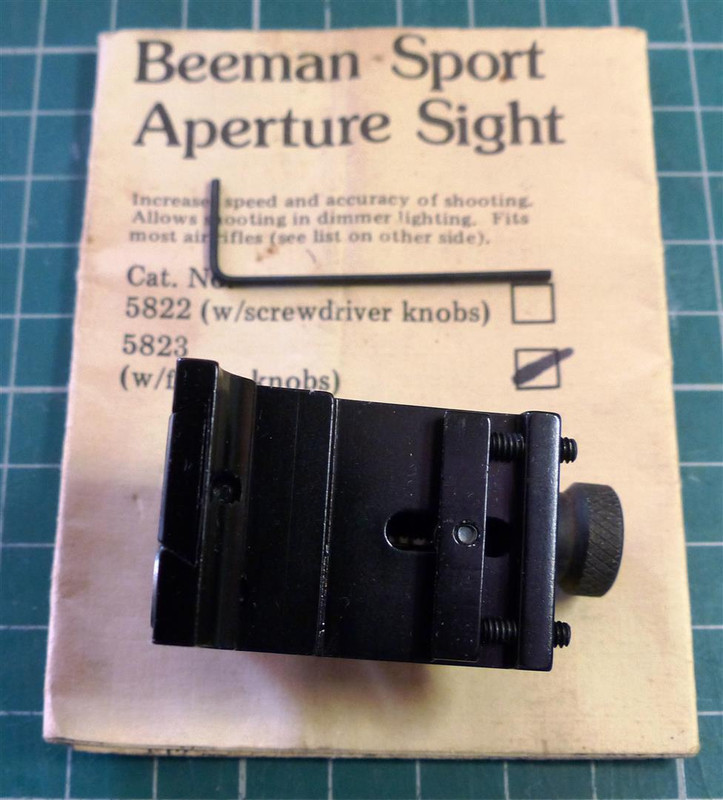 Beeman Sport
Aperture Sight
Increase speed and accuracy of shooting.
Allows shooting in dimmer lighting. Fits
most air rifles (see list on other side).
Cat. No.
5822 (w/screwdriver knobs)
5823
(w/f knobs)